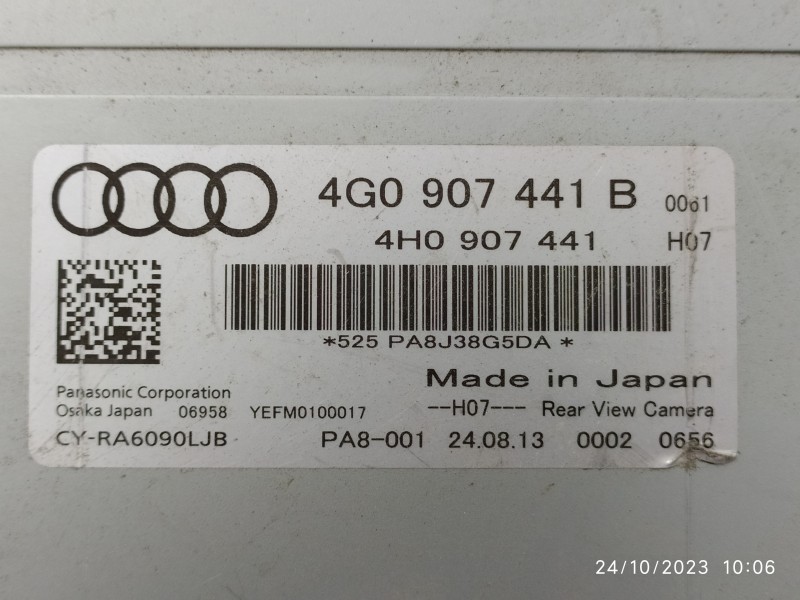 4G0 907 441 B 0061
4H0 907 441 H07
*525 PA8J38G5DA *
Made in Japan
Panasonic Corporation
Osaka Japan 06958 YEFM0100017 --H07--- Rear View Camera
CY-RA6090LJB PA8-001 24.08.13 0002 0656
24/10/2023 10:06